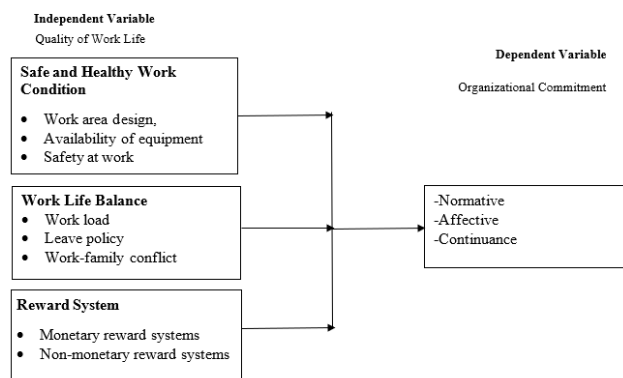 Independent Variable
Quality of Work Life
Safe and Healthy Work
Condition
• Work area design,
• Availability of equipment
• Safety at work
Work Life Balance
• Work load
• Leave policy
• Work-family conflict
Reward System
• Monetary reward systems
• Non-monetary reward systems
Dependent Variable
Organizational Commitment
-Normative
-Affective
-Continuance